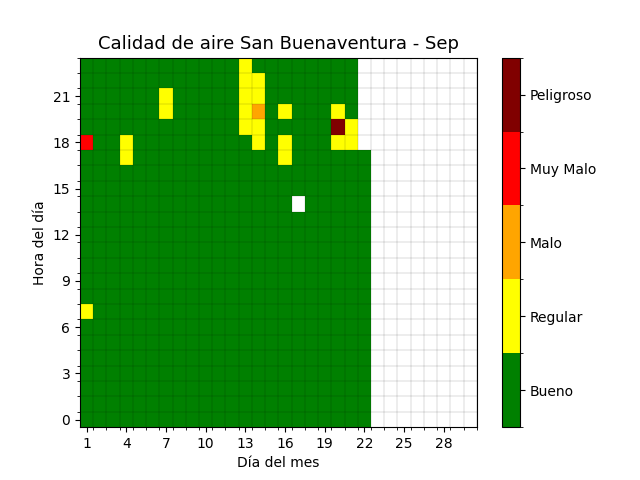 Calidad de aire San Buenaventura - Sep
Hora del día
21
18
15
12
9
6
3
0
1 4 7 10 13 16 19 22 25 28
Día del mes
Peligroso
Muy Malo
Malo
Regular
Bueno